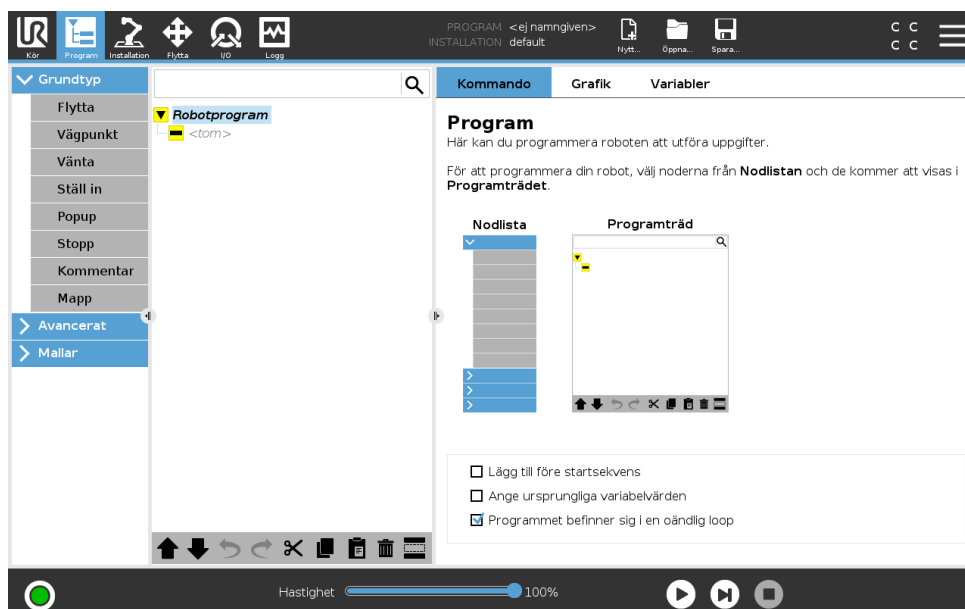 UR
Kör
Program
Installation
Flytta
I/O
Logg
PROGRAM <ej namngiven>
INSTALLATION default
Nytt...
Öppna...
Spara...
C C
C C
Grundtyp
Flytta
Vägpunkt
Vänta
Ställ in
Popup
Stopp
Kommentar
Mapp
Avancerat
Mallar
Robotprogram
<tom>
Kommando
Grafik
Variabler
Program
Här kan du programmera roboten att utföra uppgifter.
För att programmera din robot, välj noderna från Nodlistan och de kommer att visas i
Programträdet.
Nodlista
Programträd
Lägg till före startsekvens
Ange ursprungliga variabelvärden
Programmet befinner sig i en oändlig loop
Hastighet
100%